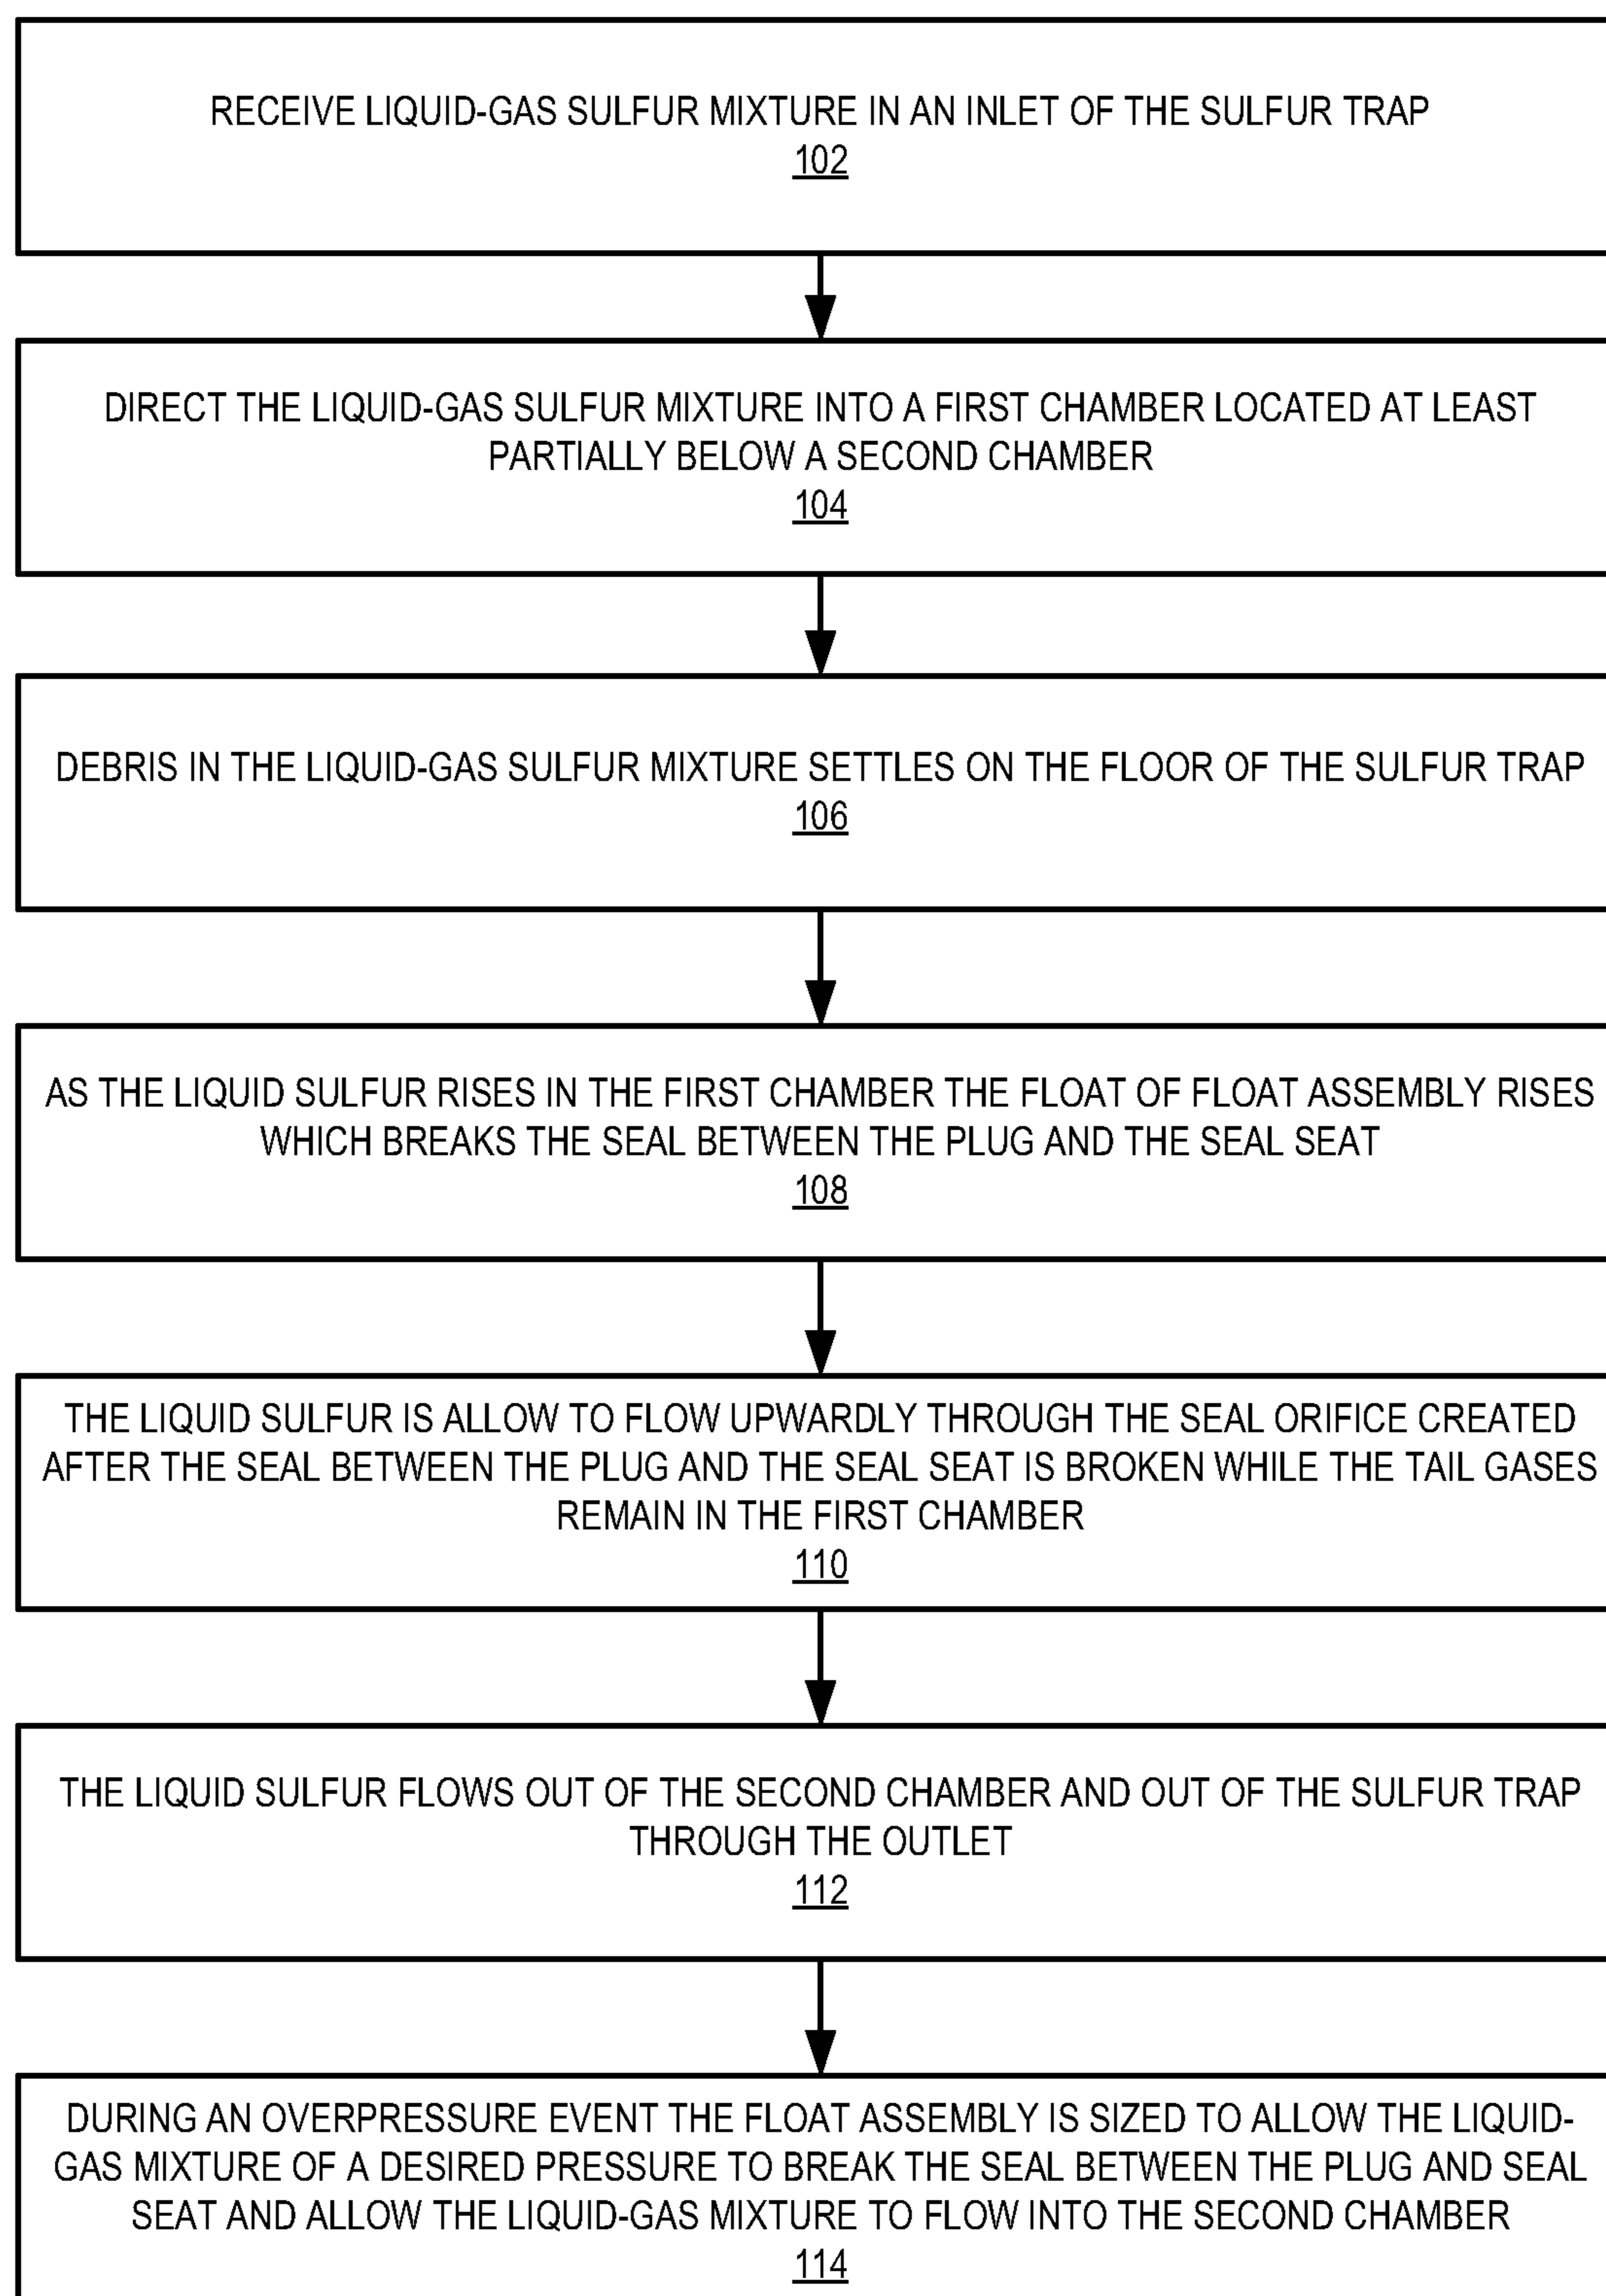 RECEIVE LIQUID-GAS SULFUR MIXTURE IN AN INLET OF THE SULFUR TRAP
102
DIRECT THE LIQUID-GAS SULFUR MIXTURE INTO A FIRST CHAMBER LOCATED AT LEAST
PARTIALLY BELOW A SECOND CHAMBER
104
DEBRIS IN THE LIQUID-GAS SULFUR MIXTURE SETTLES ON THE FLOOR OF THE SULFUR TRAP
106
AS THE LIQUID SULFUR RISES IN THE FIRST CHAMBER THE FLOAT OF FLOAT ASSEMBLY RISES
WHICH BREAKS THE SEAL BETWEEN THE PLUG AND THE SEAL SEAT
108
THE LIQUID SULFUR IS ALLOW TO FLOW UPWARDLY THROUGH THE SEAL ORIFICE CREATED
AFTER THE SEAL BETWEEN THE PLUG AND THE SEAL SEAT IS BROKEN WHILE THE TAIL GASES
REMAIN IN THE FIRST CHAMBER
110
THE LIQUID SULFUR FLOWS OUT OF THE SECOND CHAMBER AND OUT OF THE SULFUR TRAP
THROUGH THE OUTLET
112
DURING AN OVERPRESSURE EVENT THE FLOAT ASSEMBLY IS SIZED TO ALLOW THE LIQUID-
GAS MIXTURE OF A DESIRED PRESSURE TO BREAK THE SEAL BETWEEN THE PLUG AND SEAL
SEAT AND ALLOW THE LIQUID-GAS MIXTURE TO FLOW INTO THE SECOND CHAMBER
114